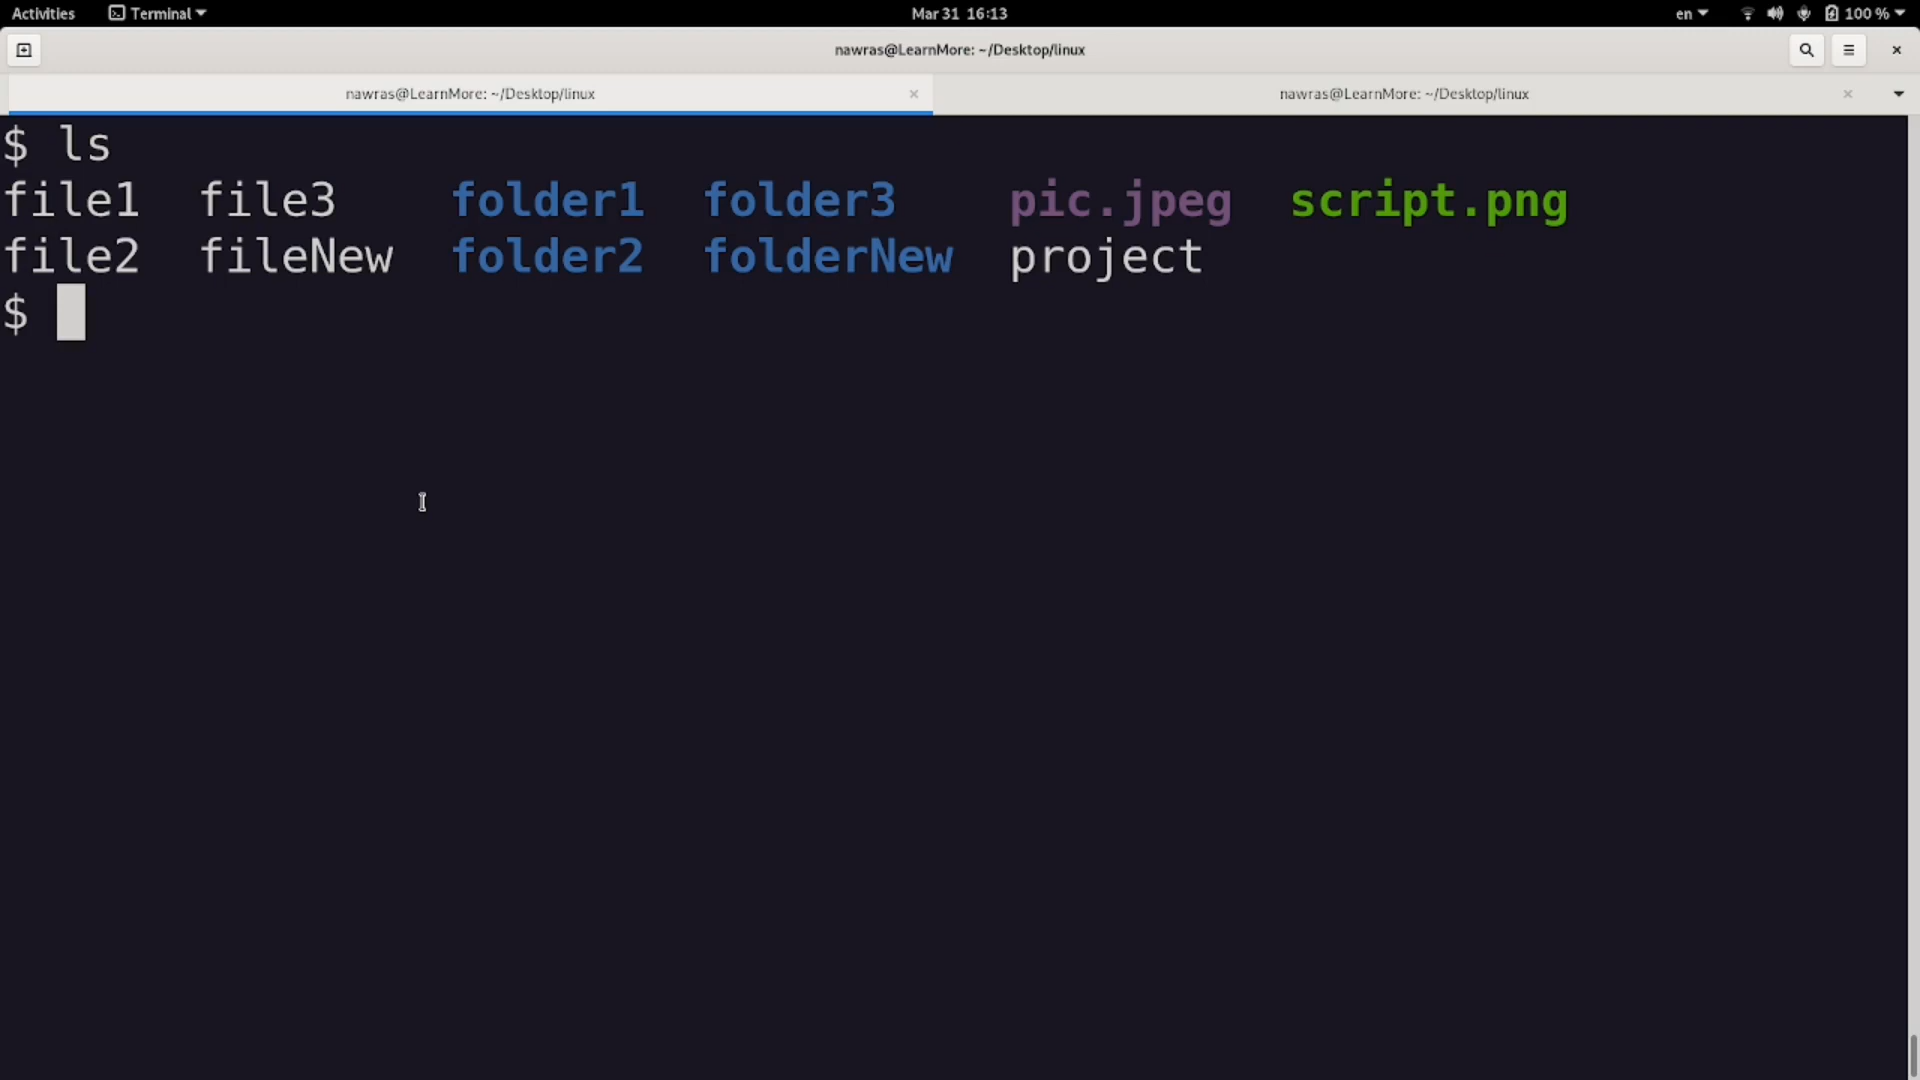 Activities Terminal Mar 31 16:13 en 100 %
nawras@LearnMore: ~/Desktop/linux
nawras@LearnMore: ~/Desktop/linux nawras@LearnMore: ~/Desktop/linux
$ ls
file1 file3 folder1 folder3 pic.jpeg script.png
file2 fileNew folder2 folderNew project
$